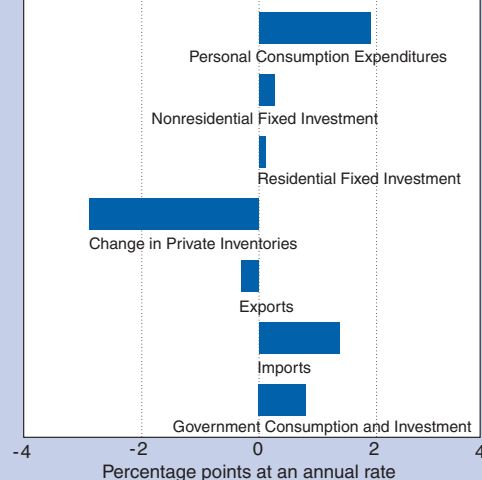 Personal Consumption Expenditures
Nonresidential Fixed Investment
Residential Fixed Investment
Change in Private Inventories
Exports
Imports
Government Consumption and Investment
-4 -2 0 2 4
Percentage points at an annual rate